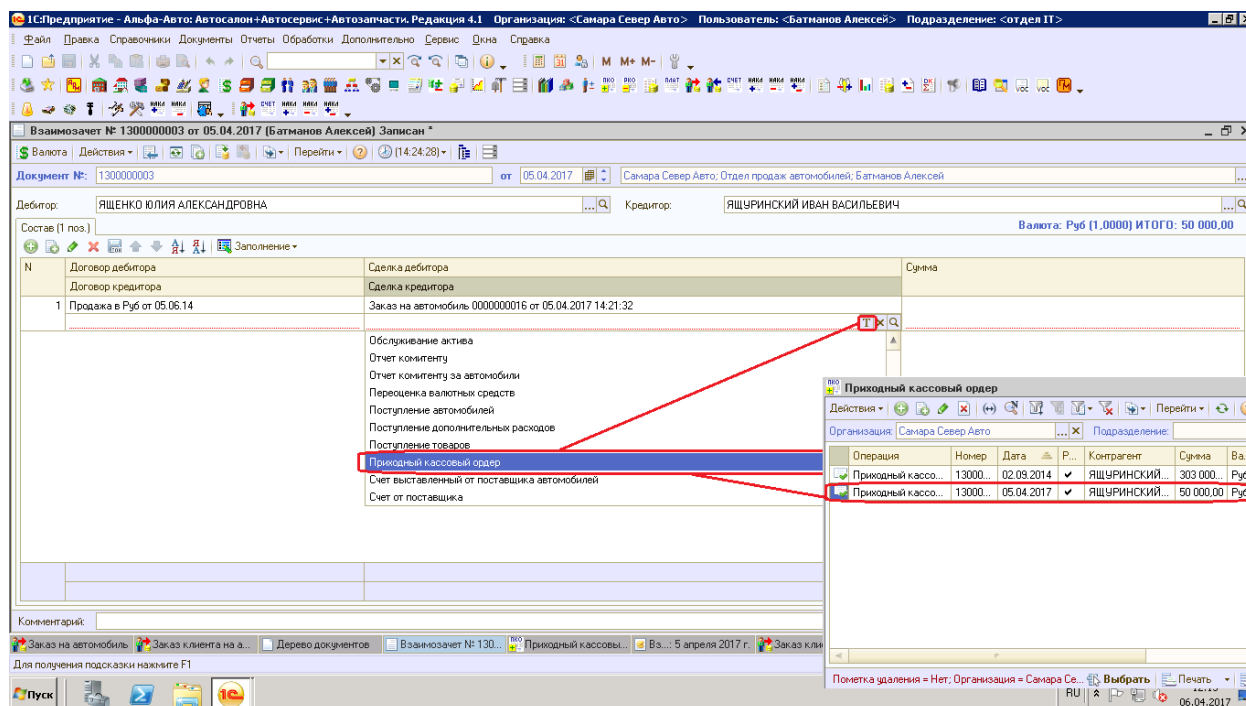 1С:Предприятие - Альфа-Авто: Автосалон+Автосервис+Автозапчасти. Редакция 4.1 Организация: <Самара Север Авто> Пользователь: <Батманов Алексей> Подразделение: <отдел IT>
Файл Правка Справочники Документы Отчеты Обработки Дополнительно Сервис Окна Справка
M M+ M-
Взаимозачет № 1300000003 от 05.04.2017 (Батманов Алексей) Записан *
Валюта Действия Перейти (14:24:28)
Документ №: 1300000003 от 05.04.2017 Самара Север Авто; Отдел продаж автомобилей; Батманов Алексей
Дебитор: ЯЩЕНКО ЮЛИЯ АЛЕКСАНДРОВНА Кредитор: ЯЩУРИНСКИЙ ИВАН ВАСИЛЬЕВИЧ
Состав (1 поз.) Валюта: Руб (1,0000) ИТОГО: 50 000,00
Заполнение
N Договор дебитора Сделка дебитора Сумма
Договор кредитора Сделка кредитора
1 Продажа в Руб от 05.06.14 Заказ на автомобиль 0000000016 от 05.04.2017 14:21:32
T
Обслуживание актива
Отчет комитенту
Отчет комитенту за автомобили
Переоценка валютных средств
Поступление автомобилей
Поступление дополнительных расходов
Поступление товаров
Приходный кассовый ордер
Счет выставленный от поставщика автомобилей
Счет от поставщика
Приходный кассовый ордер
Действия Перейти
Организация: Самара Север Авто Подразделение:
Операция Номер Дата Р... Контрагент Сумма Ва.
Приходный кассо... 13000... 02.09.2014 ЯЩУРИНСКИЙ... 303 000... Руб
Приходный кассо... 13000... 05.04.2017 ЯЩУРИНСКИЙ... 50 000,00 Руб
Пометка удаления = Нет; Организация = Самара Се... Выбрать Печать
Комментарий:
Заказ на автомобиль Заказ клиента на а... Дерево документов Взаимозачет № 130... Приходный кассовы... Вз...: 5 апреля 2017 г. Заказ кли
Для получения подсказки нажмите F1
Пуск RU
06.04.2017